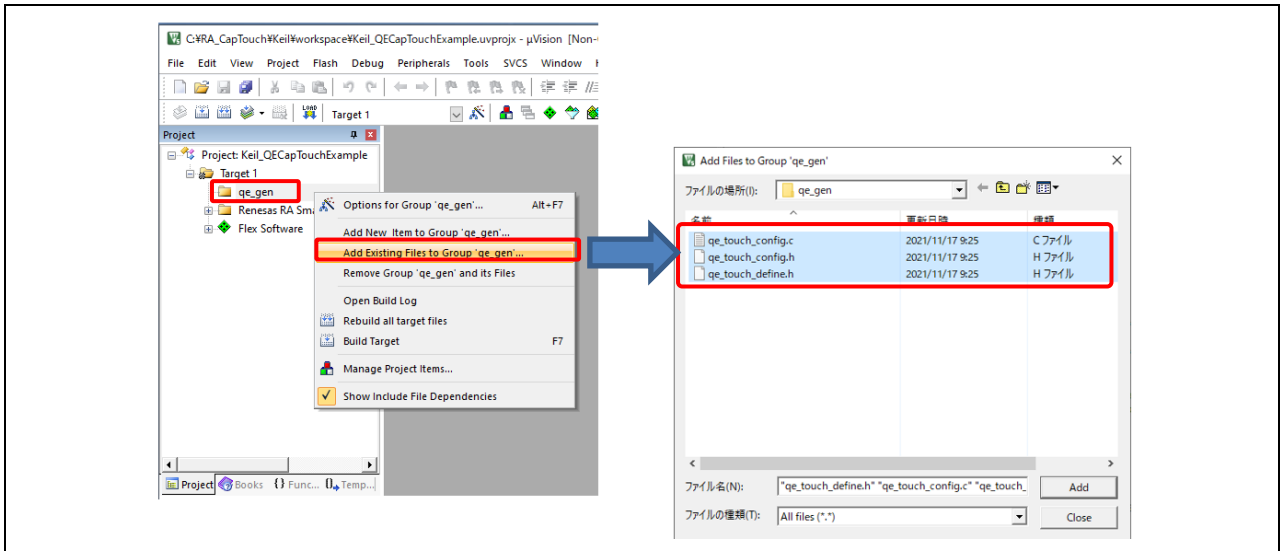 C:¥RA_CapTouch¥Keil¥workspace¥Keil_QECapTouchExample.uvprojx - µVision [Non-
File Edit View Project Flash Debug Peripherals Tools SVCS Window
LOAD
Target 1
Project
Project: Keil_QECapTouchExample
Target 1
qe_gen
Renesas RA Sm
Flex Software
Options for Group 'qe_gen'... Alt+F7
Add New Item to Group 'qe_gen'...
Add Existing Files to Group 'qe_gen'...
Remove Group 'qe_gen' and its Files
Open Build Log
Rebuild all target files
Build Target F7
Manage Project Items...
Show Include File Dependencies
Project Books {} Func... 0 Temp...
Add Files to Group 'qe_gen'
ファイルの場所(I): qe_gen
名前 更新日時 種類
qe_touch_config.c 2021/11/17 9:25 C ファイル
qe_touch_config.h 2021/11/17 9:25 H ファイル
qe_touch_define.h 2021/11/17 9:25 H ファイル
ファイル名(N): "qe_touch_define.h" "qe_touch_config.c" "qe_touch_ Add
ファイルの種類(T): All files (*.*) Close